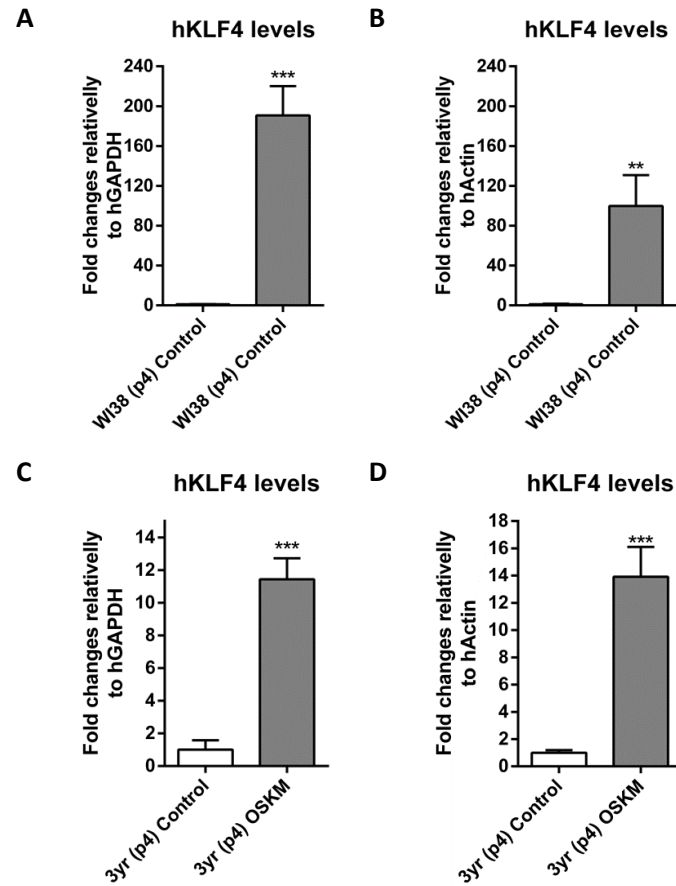 A
hKLF4 levels
Fold changes relativelly
to hGAPDH
240
200
160
120
80
40
0
***
WI38 (p4) Control
WI38 (p4) Control
B
hKLF4 levels
Fold changes relativelly
to hActin
240
200
160
120
80
40
0
**
WI38 (p4) Control
WI38 (p4) Control
C
hKLF4 levels
Fold changes relativelly
to hGAPDH
14
12
10
8
6
4
2
0
***
3yr (p4) Control
3yr (p4) OSKM
D
hKLF4 levels
Fold changes relativelly
to hActin
18
16
14
12
10
8
6
4
2
0
***
3yr (p4) Control
3yr (p4) OSKM